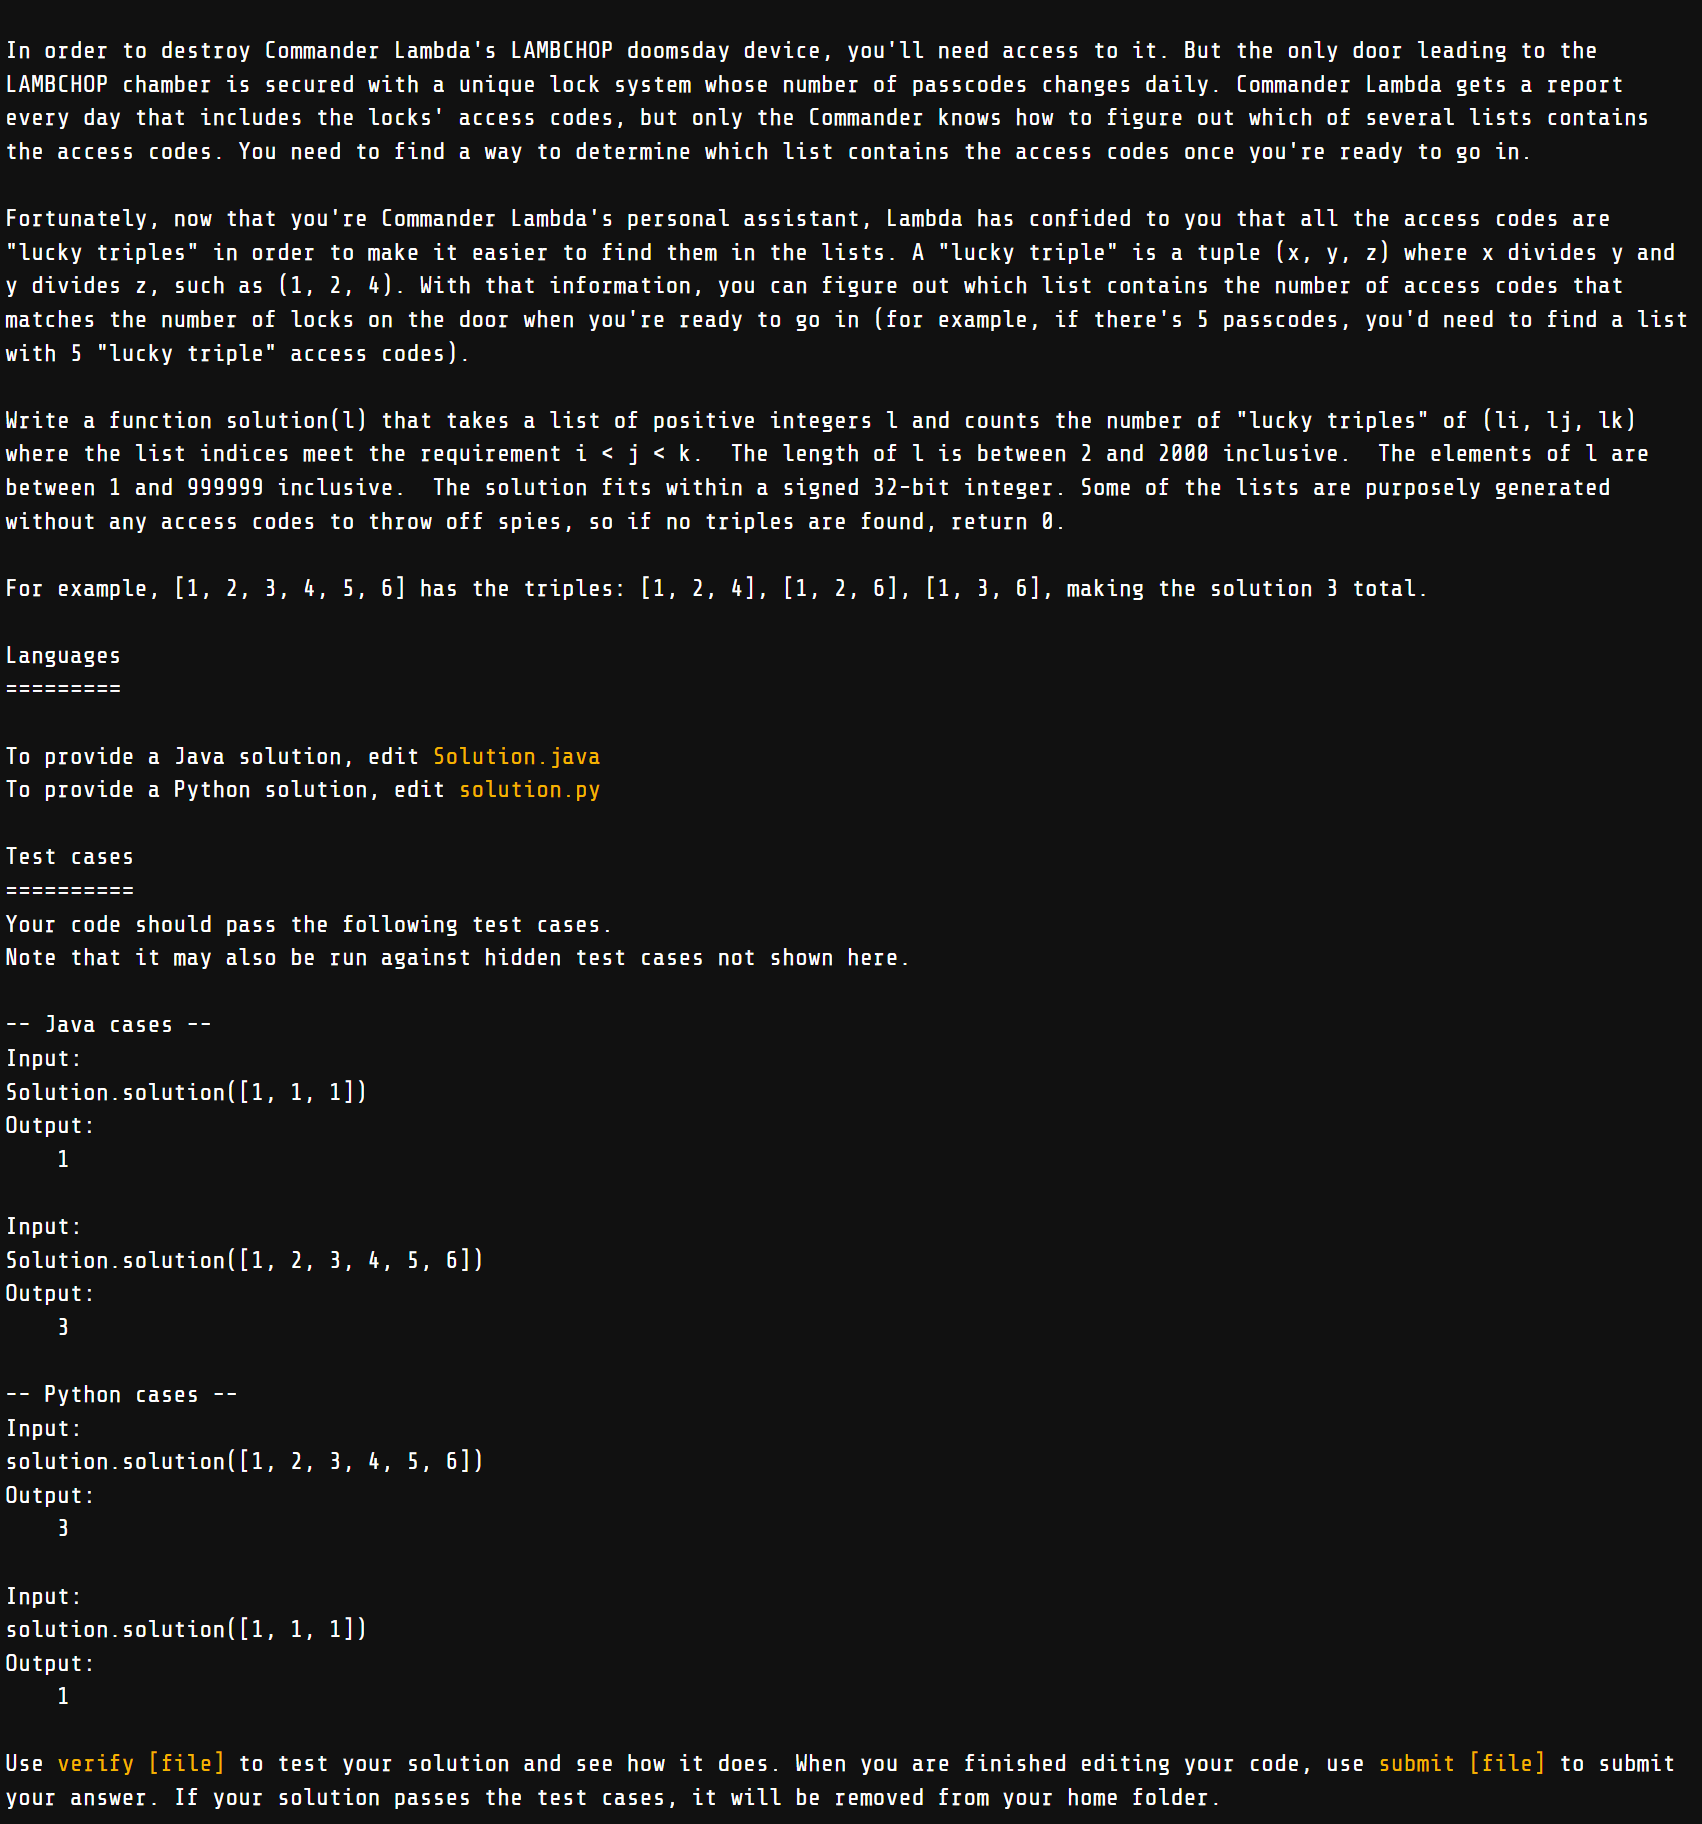 In order to destroy Commander Lambda's LAMBCHOP doomsday device, you'll need access to it. But the only door leading to the
LAMBCHOP chamber is secured with a unique lock system whose number of passcodes changes daily. Commander Lambda gets a report
every day that includes the locks' access codes, but only the Commander knows how to figure out which of several lists contains
the access codes. You need to find a way to determine which list contains the access codes once you're ready to go in.

Fortunately, now that you're Commander Lambda's personal assistant, Lambda has confided to you that all the access codes are
"lucky triples" in order to make it easier to find them in the lists. A "lucky triple" is a tuple (x, y, z) where x divides y and
y divides z, such as (1, 2, 4). With that information, you can figure out which list contains the number of access codes that
matches the number of locks on the door when you're ready to go in (for example, if there's 5 passcodes, you'd need to find a list
with 5 "lucky triple" access codes).

Write a function solution(l) that takes a list of positive integers l and counts the number of "lucky triples" of (li, lj, lk)
where the list indices meet the requirement i < j < k.  The length of l is between 2 and 2000 inclusive.  The elements of l are
between 1 and 999999 inclusive.  The solution fits within a signed 32-bit integer. Some of the lists are purposely generated
without any access codes to throw off spies, so if no triples are found, return 0.

For example, [1, 2, 3, 4, 5, 6] has the triples: [1, 2, 4], [1, 2, 6], [1, 3, 6], making the solution 3 total.

Languages
=========

To provide a Java solution, edit Solution.java
To provide a Python solution, edit solution.py

Test cases
==========
Your code should pass the following test cases.
Note that it may also be run against hidden test cases not shown here.

-- Java cases --
Input:
Solution.solution([1, 1, 1])
Output:
    1

Input:
Solution.solution([1, 2, 3, 4, 5, 6])
Output:
    3

-- Python cases --
Input:
solution.solution([1, 2, 3, 4, 5, 6])
Output:
    3

Input:
solution.solution([1, 1, 1])
Output:
    1

Use verify [file] to test your solution and see how it does. When you are finished editing your code, use submit [file] to submit
your answer. If your solution passes the test cases, it will be removed from your home folder.